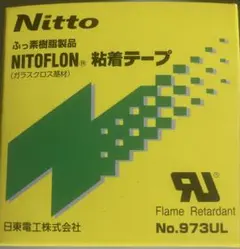 Nitto
ふっ素樹脂製品
NITOFLON® 粘着テープ
(ガラスクロス基材)
RU
Flame Retardant
日東電工株式会社
No.973UL